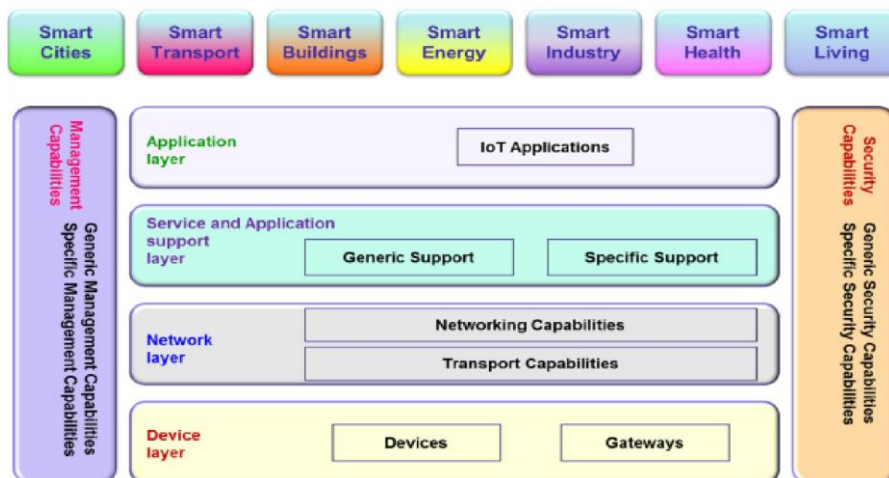 Smart
Cities
Smart
Transport
Smart
Buildings
Smart
Energy
Smart
Industry
Smart
Health
Smart
Living
Management
Capabilities
Generic Management Capabilities
Specific Management Capabilities
Application
layer
IoT Applications
Service and Application
support
layer
Generic Support
Specific Support
Network
layer
Networking Capabilities
Transport Capabilities
Device
layer
Devices
Gateways
Security
Capabilities
Generic Security Capabilities
Specific Security Capabilities